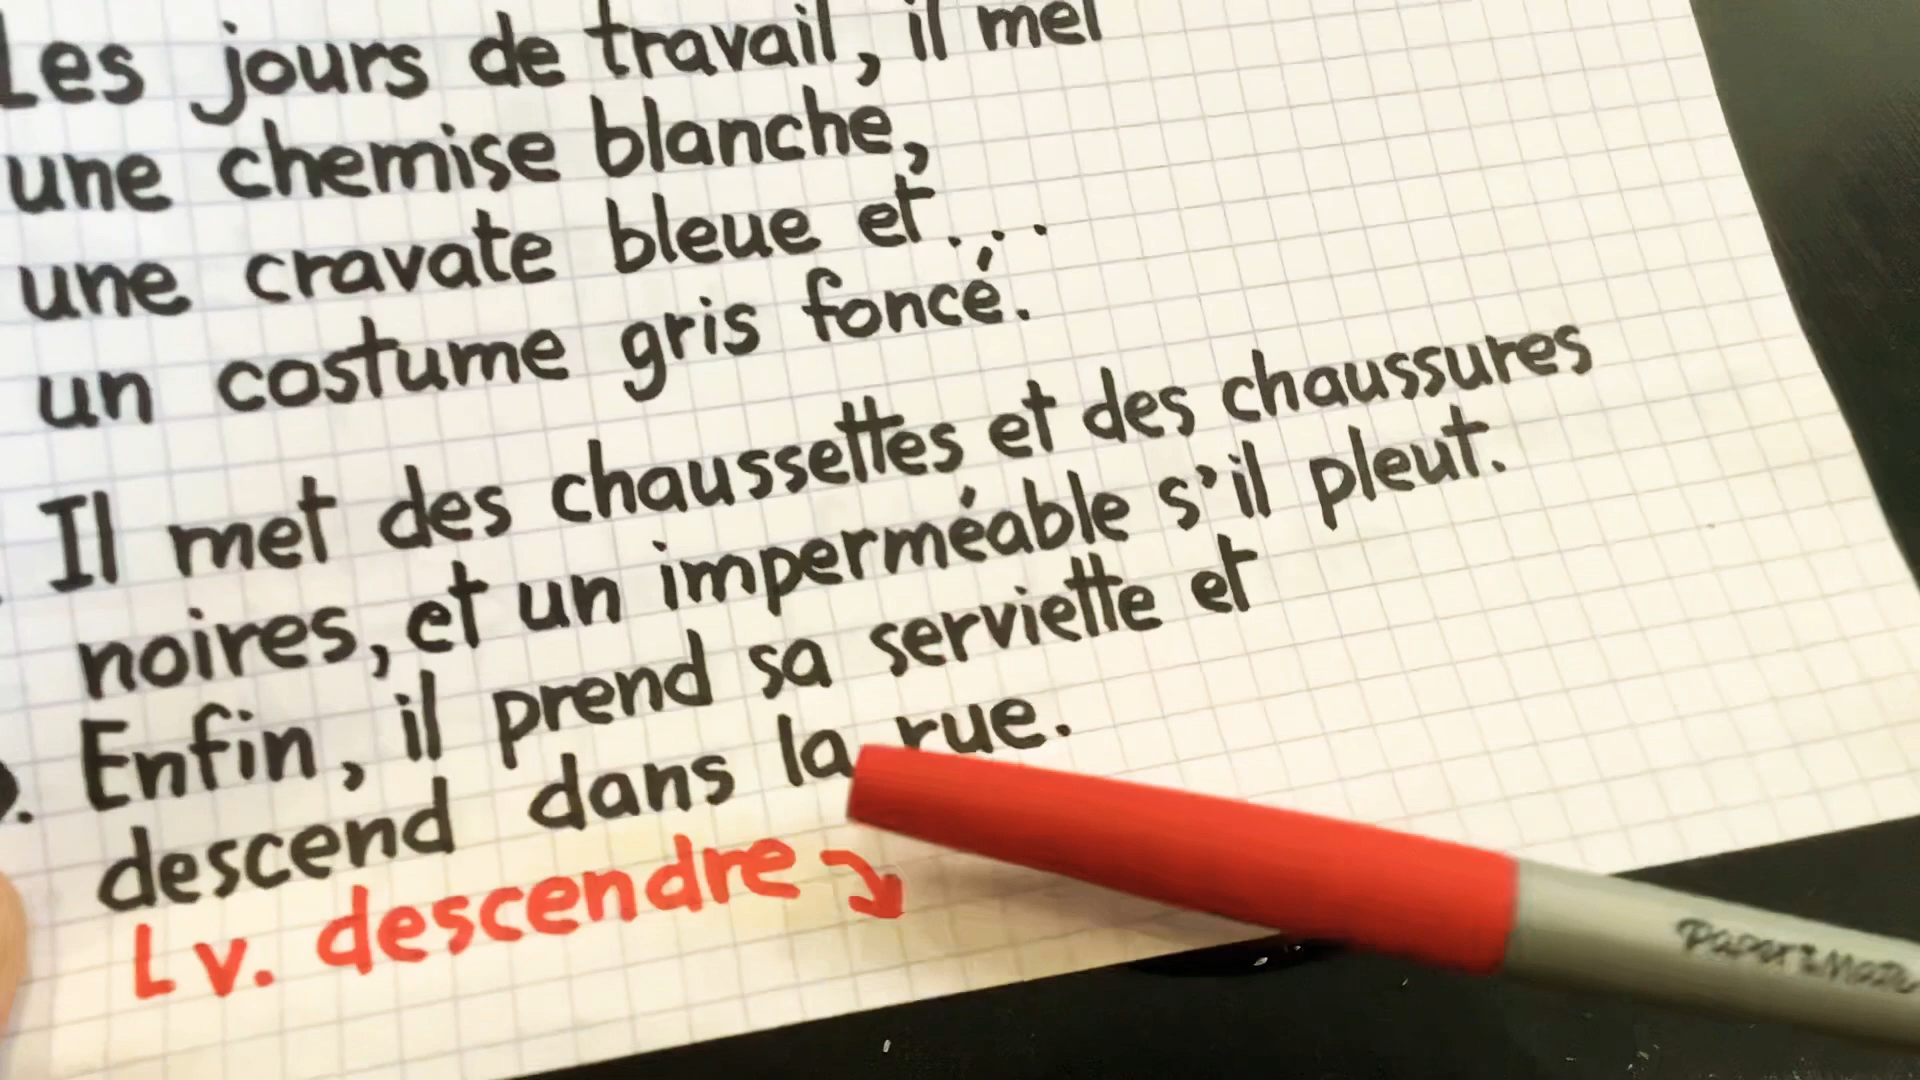 Les jours de travail, il met
une chemise blanche,
une cravate bleue et...
un costume gris foncé.
Il met des chaussettes et des chaussures
noires, et un imperméable s'il pleut.
Enfin, il prend sa serviette et
descend dans la rue.
L v. descendre ↘
Paper Mate